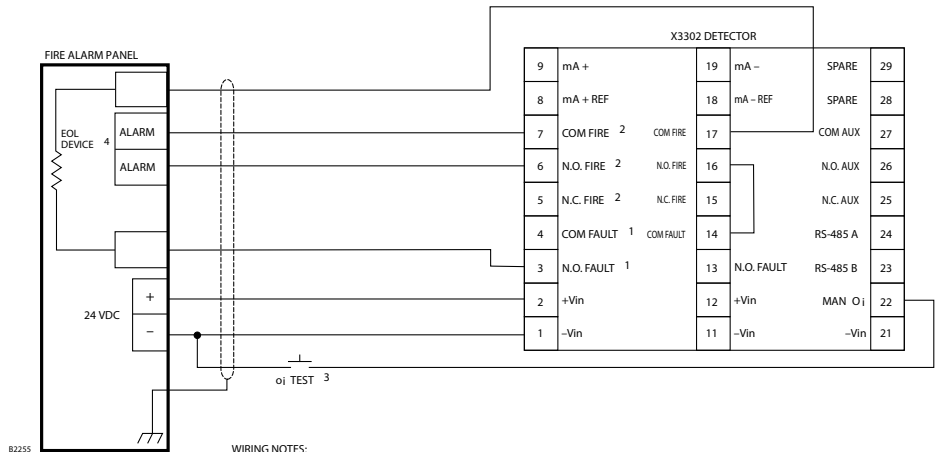 X3302 DETECTOR
FIRE ALARM PANEL
9 mA + 19 mA – SPARE 29
8 mA + REF 18 mA – REF SPARE 28
7 COM FIRE 2 COM FIRE 17 COM AUX 27
6 N.O. FIRE 2 N.O. FIRE 16 N.O. AUX 26
5 N.C. FIRE 2 N.C. FIRE 15 N.C. AUX 25
4 COM FAULT 1 COM FAULT 14 RS-485 A 24
3 N.O. FAULT 1 13 N.O. FAULT RS-485 B 23
2 +Vin 12 +Vin MAN Oi 22
1 –Vin 11 –Vin –Vin 21
EOL
DEVICE 4
ALARM
ALARM
24 VDC
+
–
oi TEST 3
B2255
WIRING NOTES: